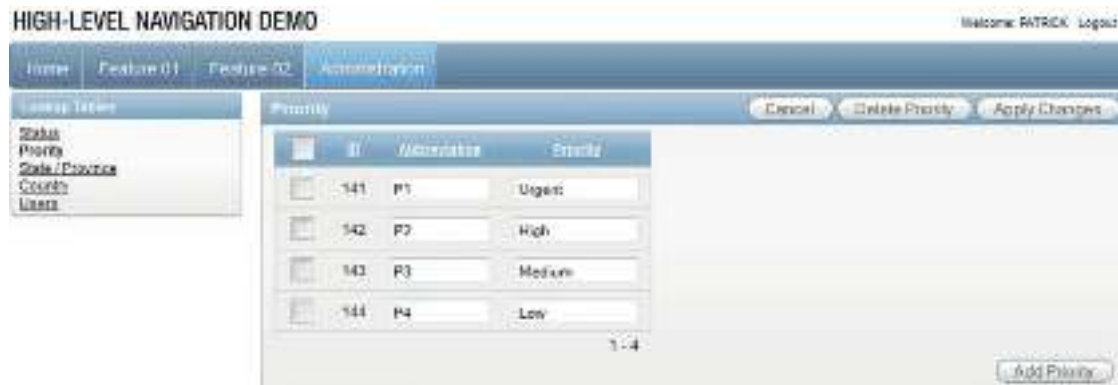 HIGH-LEVEL NAVIGATION DEMO
Welcome: PATRICK Logout
Home Feature 01 Feature 02 Administration
Lookup Tables
Status
Priority
State / Province
Country
Users
Priority
Cancel Delete Priority Apply Changes
ID Abbreviation Priority
141 P1 Urgent
142 P2 High
143 P3 Medium
144 P4 Low
1 - 4
Add Priority